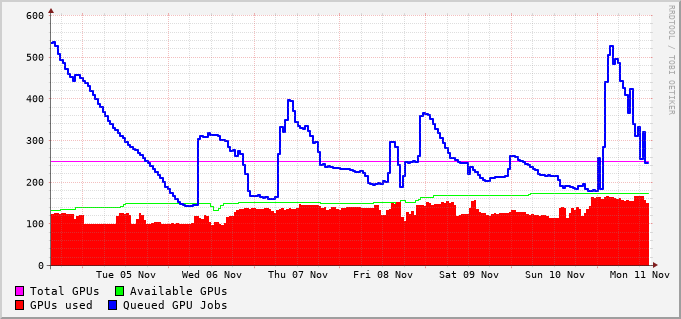 600
500
400
300
200
100
0
Tue 05 Nov Wed 06 Nov Thu 07 Nov Fri 08 Nov Sat 09 Nov Sun 10 Nov Mon 11 Nov
Total GPUs Available GPUs
GPUs used Queued GPU Jobs
RRDTOOL / TOBI OETIKER